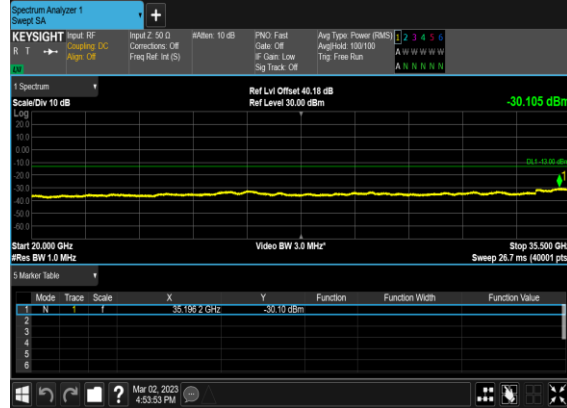 Spectrum Analyzer 1
Swept SA
+
KEYSIGHT
R T
Input: RF
Coupling: DC
Align: Off
Input Z: 50 Ω
Corrections: Off
Freq Ref: Int (S)
#Atten: 10 dB
PNO: Fast
Gate: Off
IF Gain: Low
Sig Track: Off
Avg Type: Power (RMS)
Avg|Hold: 100/100
Trig: Free Run
1 2 3 4 5 6
A W W W W W
A N N N N N
1 Spectrum
Scale/Div 10 dB
Ref Lvl Offset 40.18 dB
Ref Level 30.00 dBm
-30.105 dBm
Log
20.0
10.0
0.00
-10.0
-20.0
-30.0
-40.0
-50.0
-60.0
DL1 -13.00 dBm
1
Start 20.000 GHz
#Res BW 1.0 MHz
Video BW 3.0 MHz*
Stop 35.500 GHz
Sweep 26.7 ms (40001 pts)
5 Marker Table
Mode Trace Scale X Y Function Function Width Function Value
1 N 1 f 35.196 2 GHz -30.10 dBm
2
3
4
5
6
?
Mar 02, 2023
4:53:53 PM